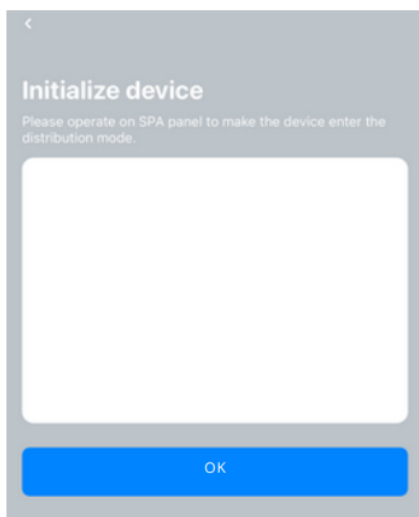 Initialize device
Please operate on SPA panel to make the device enter the
distribution mode.
OK